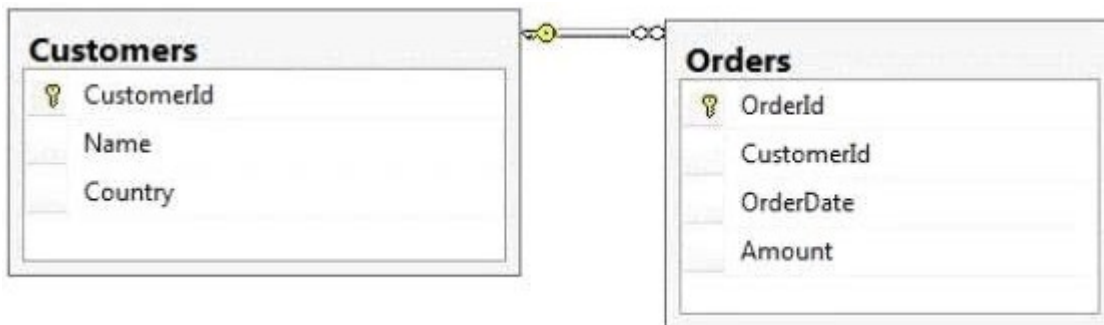 Customers
CustomerId
Name
Country
Orders
OrderId
CustomerId
OrderDate
Amount